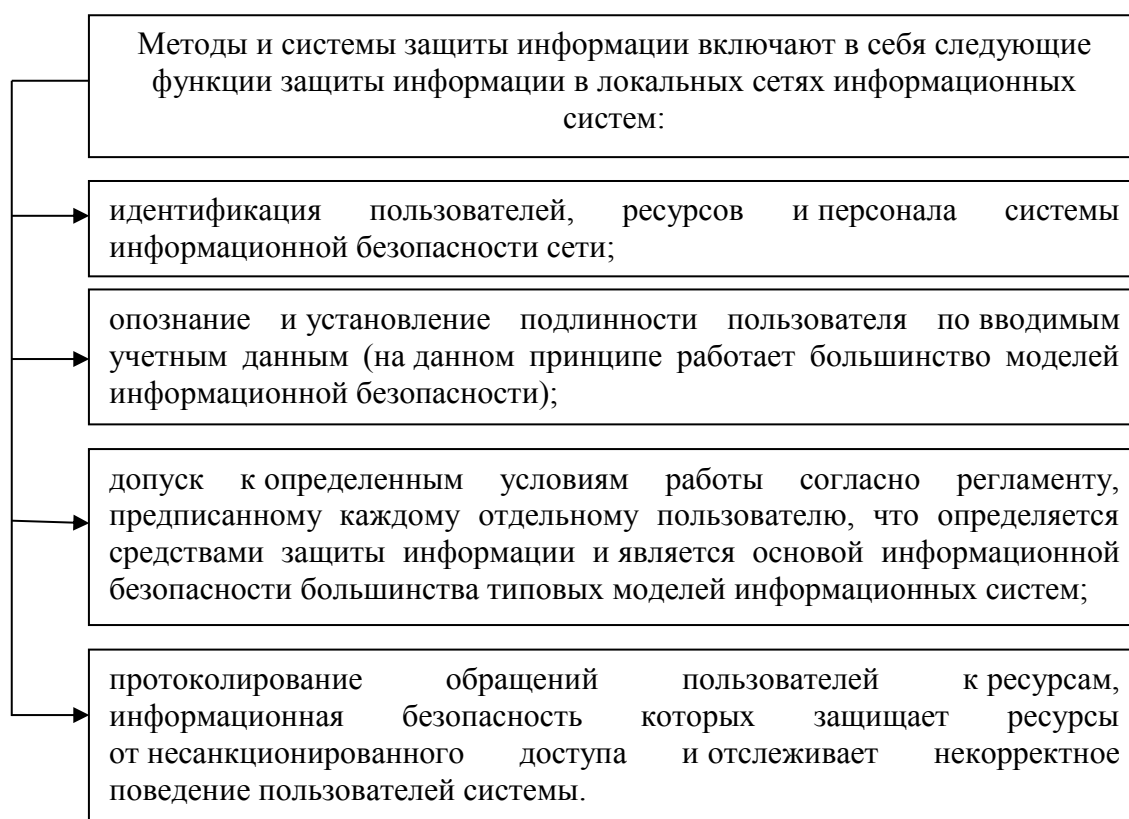 Методы и системы защиты информации включают в себя следующие
функции защиты информации в локальных сетях информационных
систем:
идентификация пользователей, ресурсов и персонала системы
информационной безопасности сети;
опознание и установление подлинности пользователя по вводимым
учетным данным (на данном принципе работает большинство моделей
информационной безопасности);
допуск к определенным условиям работы согласно регламенту,
предписанному каждому отдельному пользователю, что определяется
средствами защиты информации и является основой информационной
безопасности большинства типовых моделей информационных систем;
протоколирование обращений пользователей к ресурсам,
информационная безопасность которых защищает ресурсы
от несанкционированного доступа и отслеживает некорректное
поведение пользователей системы.